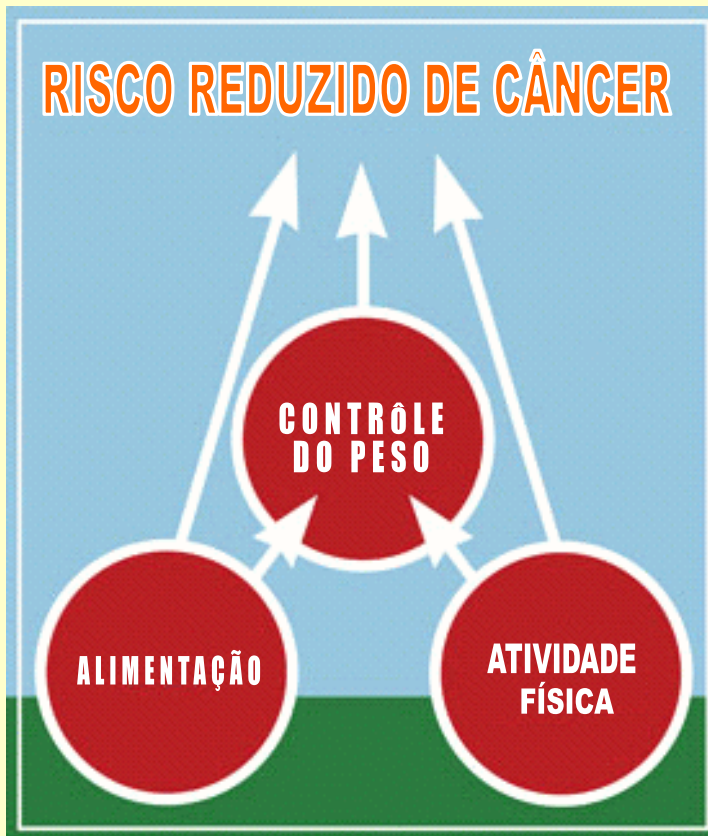 RISCO REDUZIDO DE CÂNCER
CONTRÔLE
DO PESO
ALIMENTAÇÃO
ATIVIDADE
FÍSICA